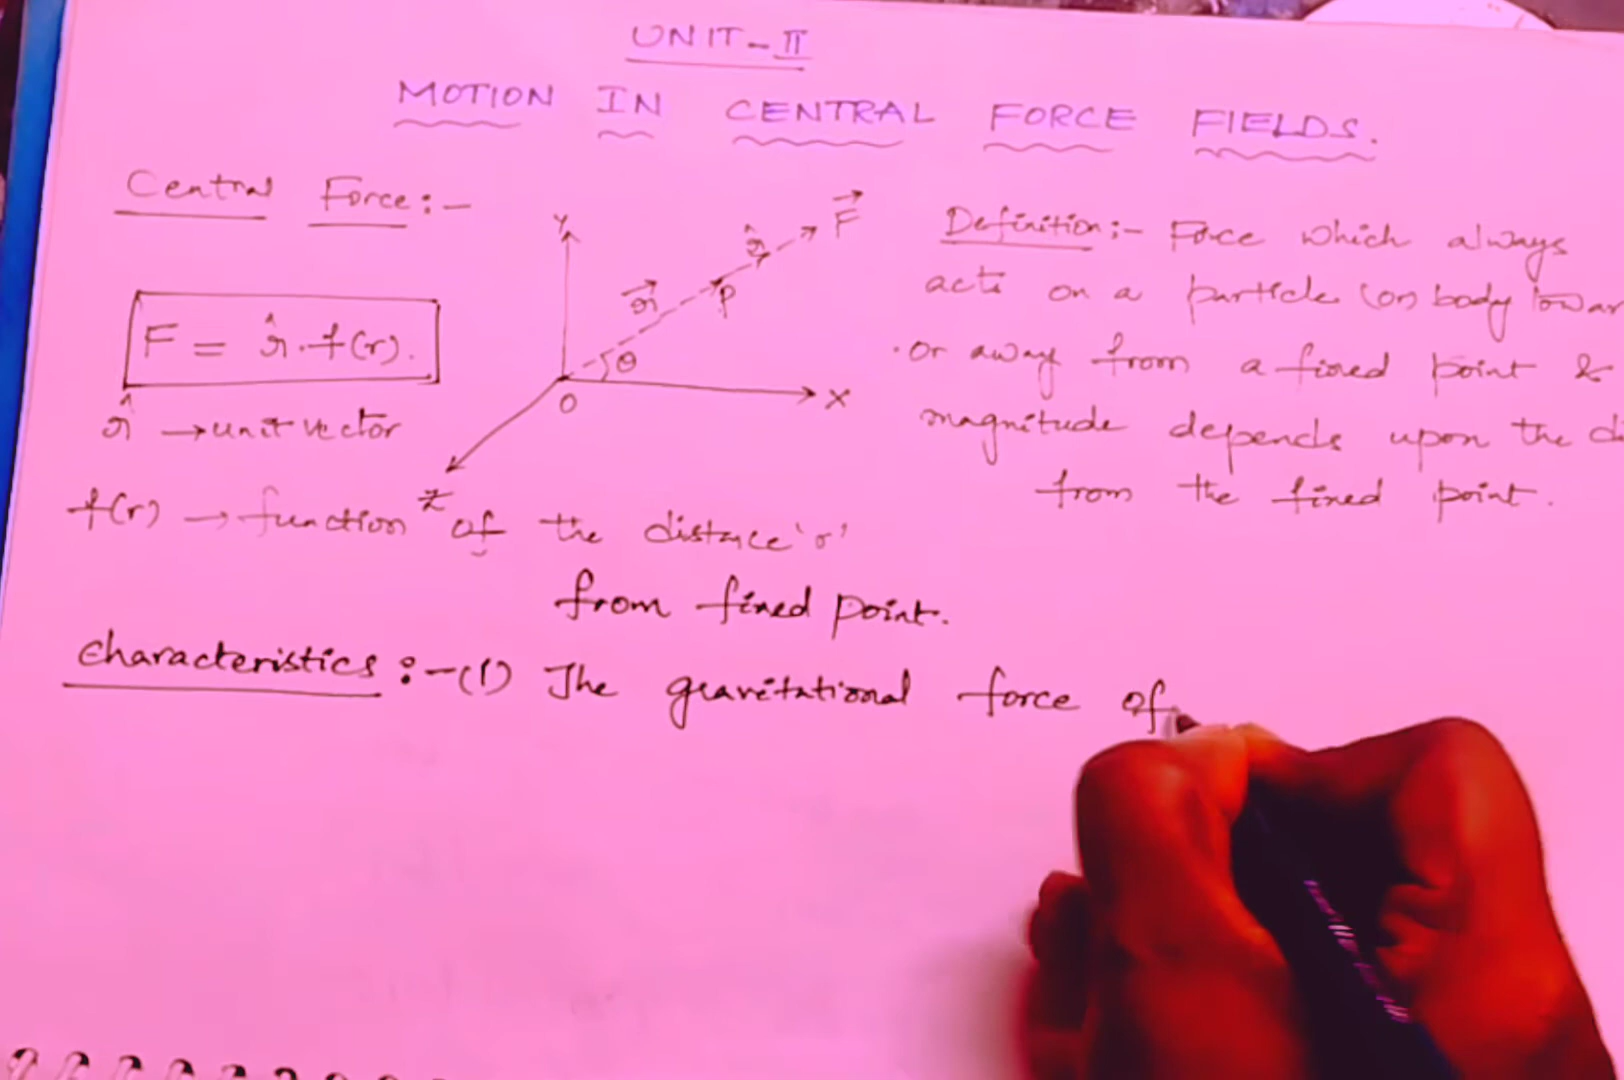 UNIT-II
MOTION IN CENTRAL FORCE FIELDS.
Central Force:-
F = r̂.f(r).
r̂ → unit vector
Y
r⃗
P
r̂
F⃗
θ
O
X
Z
Definition:- Force which always
acts on a particle (or) body towar
or away from a fixed point &
magnitude depends upon the di
from the fixed point.
f(r) → function of the distance 'r'
from fixed point.
Characteristics :-(1) The gravitational force of